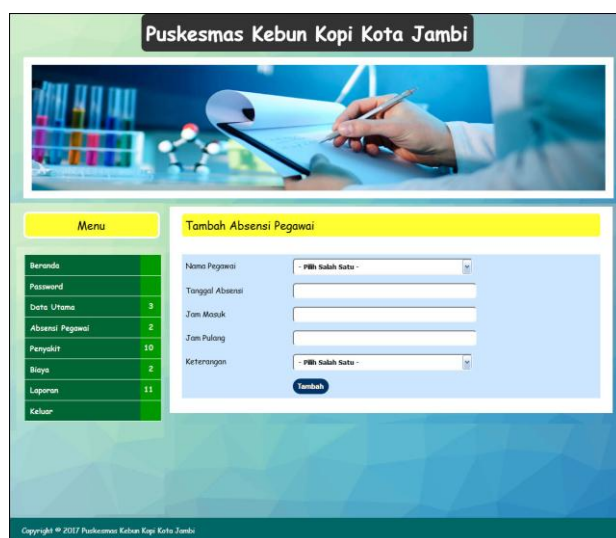 Puskesmas Kebun Kopi Kota Jambi
Menu
Beranda
Password
Data Utama 3
Absensi Pegawai 2
Penyakit 10
Biaya 2
Laporan 11
Keluar
Tambah Absensi Pegawai
Nama Pegawai - Pilih Salah Satu -
Tanggal Absensi
Jam Masuk
Jam Pulang
Keterangan - Pilih Salah Satu -
Tambah
Copyright © 2017 Puskesmas Kebun Kopi Kota Jambi